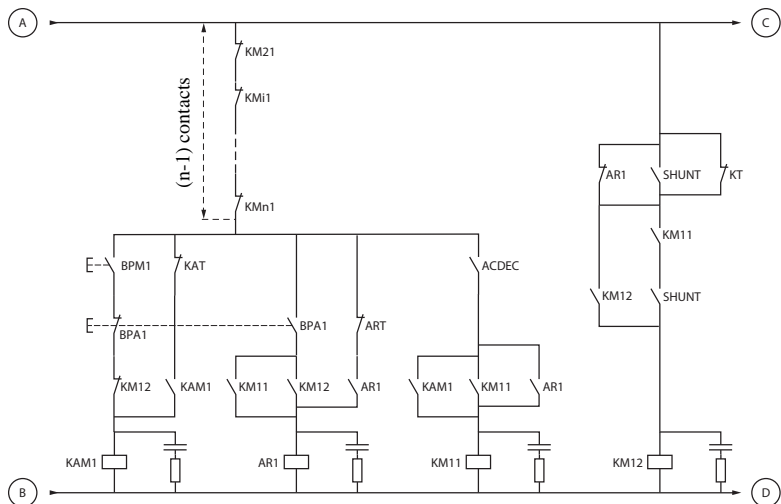 A
C
KM21
KMi1
(n-1) contacts
KMn1
AR1
SHUNT
KT
KM11
BPM1
KAT
ACDEC
KM12
SHUNT
BPA1
BPA1
ART
KM12
KAM1
KM11
KM12
AR1
KAM1
KM11
AR1
KAM1
AR1
KM11
KM12
B
D